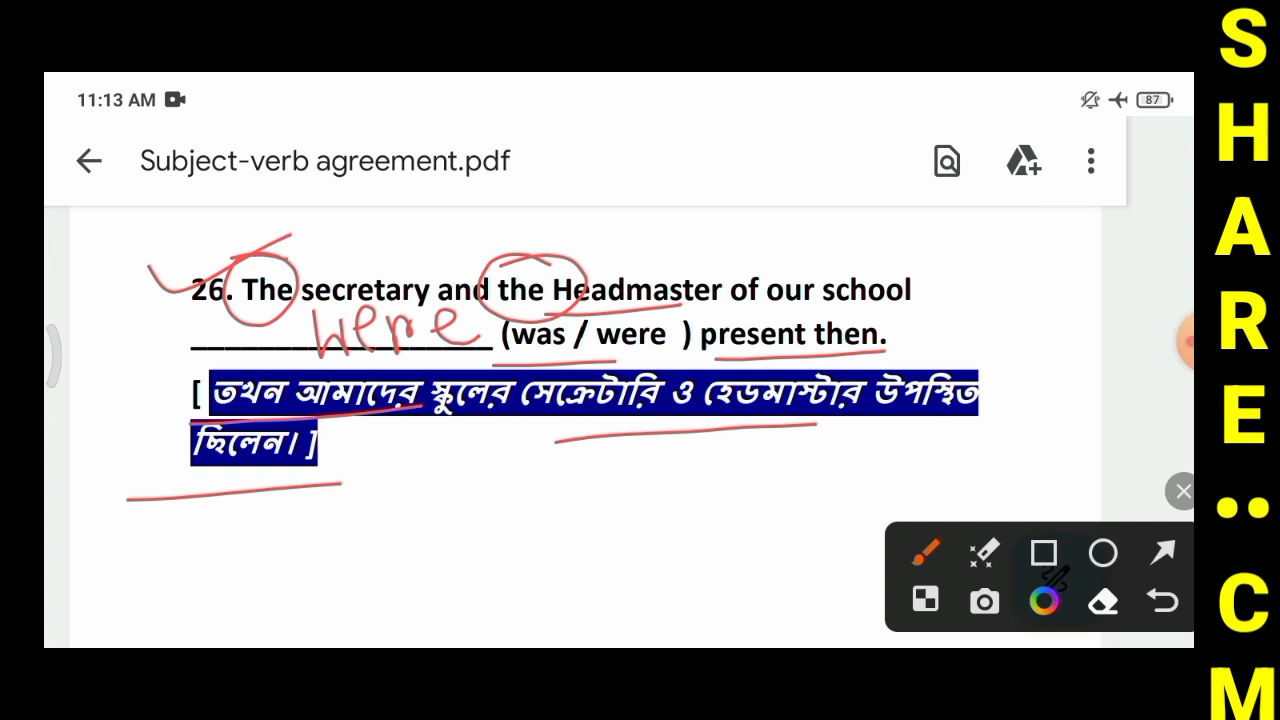 11:13 AM
87
Subject-verb agreement.pdf
26. The secretary and the Headmaster of our school
were
____________________ (was / were ) present then.
[ তখন আমাদের স্কুলের সেক্রেটারি ও হেডমাস্টার উপস্থিত
ছিলেন। ]
S
H
A
R
E
..
C
M